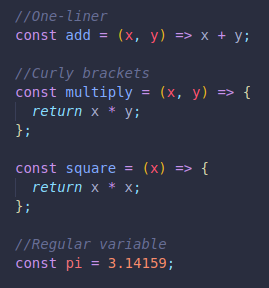 //One-liner
const add = (x, y) => x + y;
//Curly brackets
const multiply = (x, y) => {
  return x * y;
};
const square = (x) => {
  return x * x;
};
//Regular variable
const pi = 3.14159;